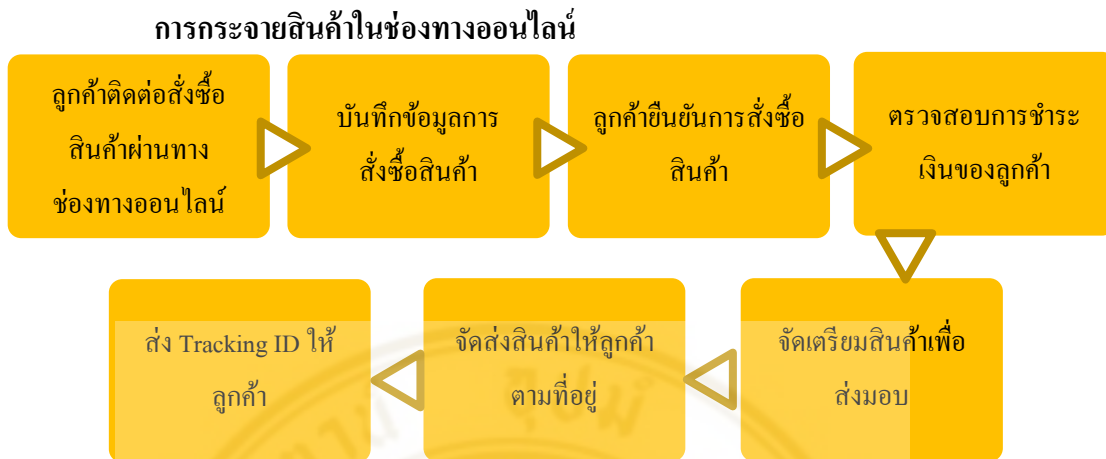 การกระจายสินค้าในช่องทางออนไลน์
ลูกค้าติดต่อสั่งซื้อ
สินค้าผ่านทาง
ช่องทางออนไลน์
บันทึกข้อมูลการ
สั่งซื้อสินค้า
ลูกค้ายืนยันการสั่งซื้อ
สินค้า
ตรวจสอบการชำระ
เงินของลูกค้า
จัดเตรียมสินค้าเพื่อ
ส่งมอบ
จัดส่งสินค้าให้ลูกค้า
ตามที่อยู่
ส่ง Tracking ID ให้
ลูกค้า